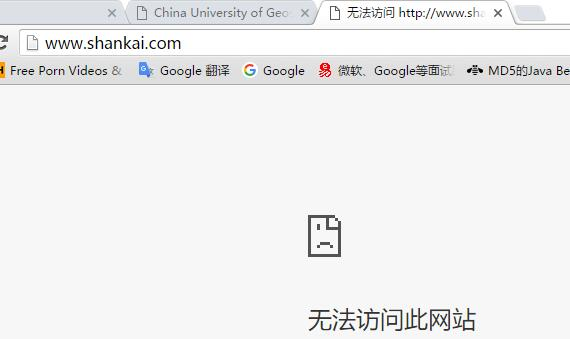 China University of Geos
无法访问 http://www.sha
www.shankai.com
Free Porn Videos &
Google 翻译
Google
微软、Google等面试
MD5的Java Be
无法访问此网站